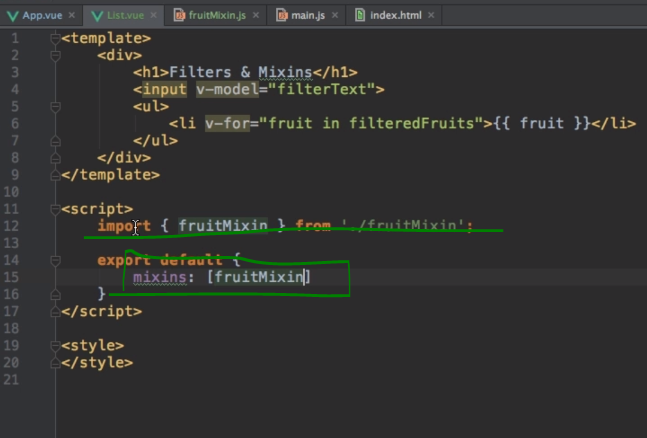 App.vue × List.vue × fruitMixin.js × main.js × index.html ×
1 <template>
2 <div>
3 <h1>Filters & Mixins</h1>
4 <input v-model="filterText">
5 <ul>
6 <li v-for="fruit in filteredFruits">{{ fruit }}</li>
7 </ul>
8 </div>
9 </template>
10
11 <script>
12 import { fruitMixin } from './fruitMixin';
13
14 export default {
15 mixins: [fruitMixin]
16 }
17 </script>
18
19 <style>
20 </style>
21